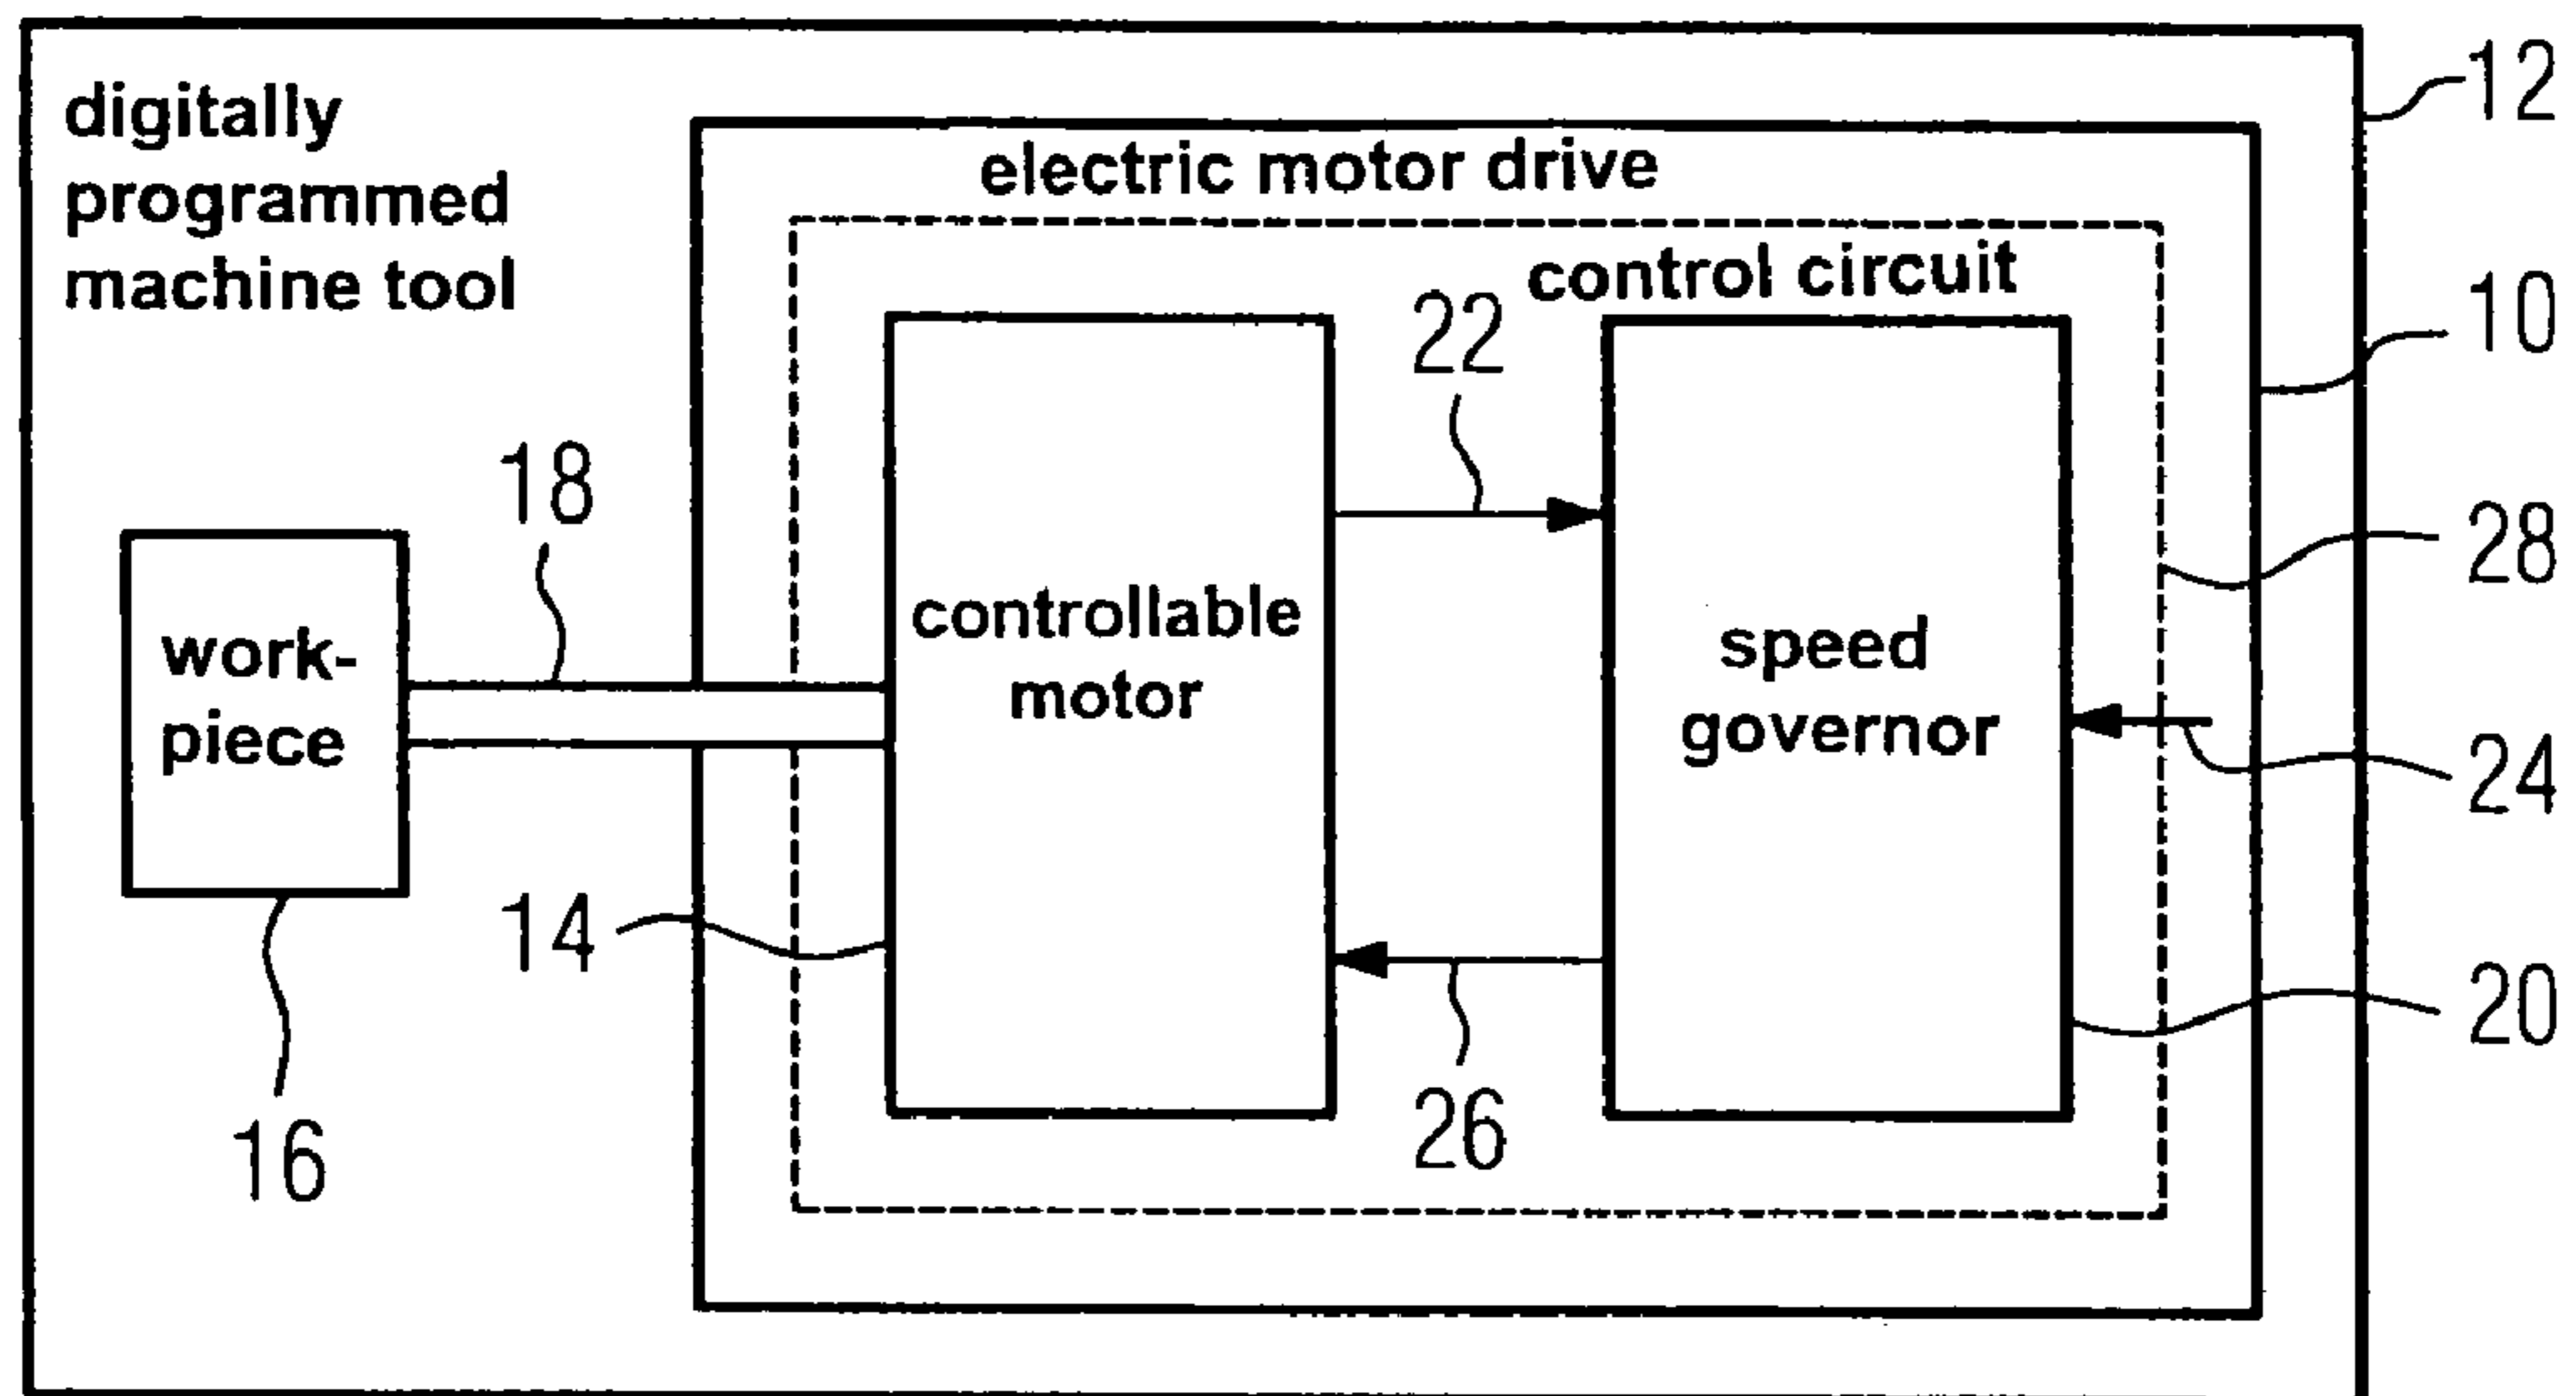 digitally
programmed
machine tool
electric motor drive
control circuit
12
10
22
28
18
controllable
motor
speed
governor
work-
piece
24
14
20
26
16